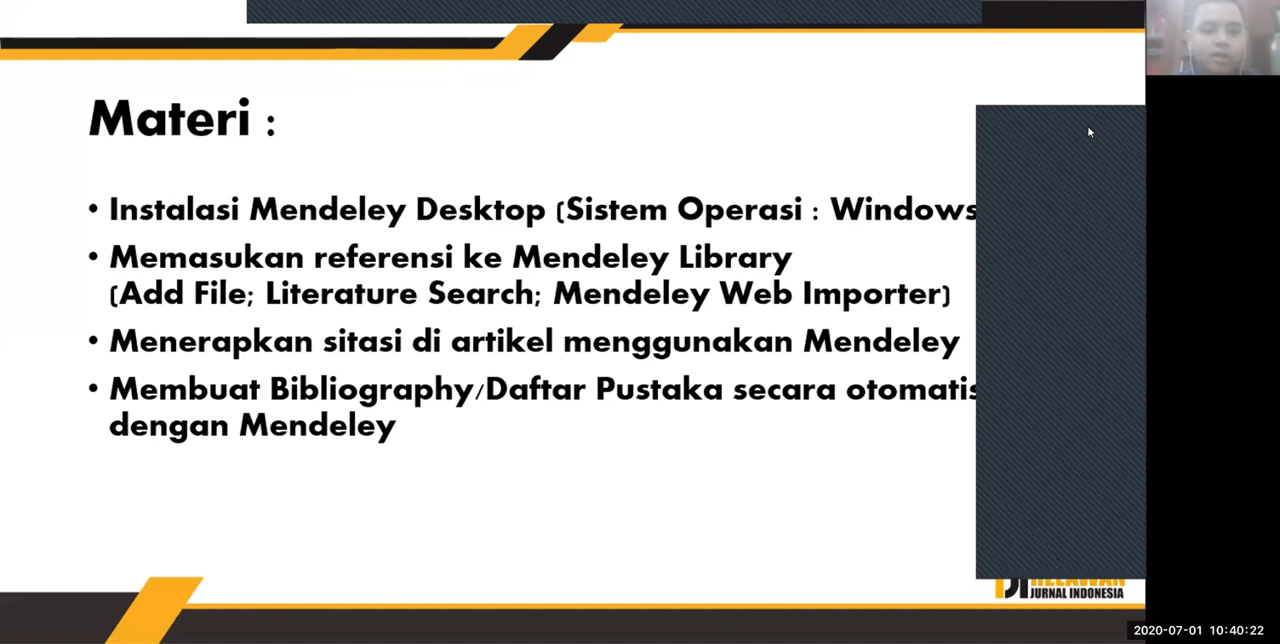 Materi :
• Instalasi Mendeley Desktop (Sistem Operasi : Windows
• Memasukan referensi ke Mendeley Library
(Add File; Literature Search; Mendeley Web Importer)
• Menerapkan sitasi di artikel menggunakan Mendeley
• Membuat Bibliography/Daftar Pustaka secara otomatis
dengan Mendeley
RELAWAN
JURNAL INDONESIA
2020-07-01 10:40:22